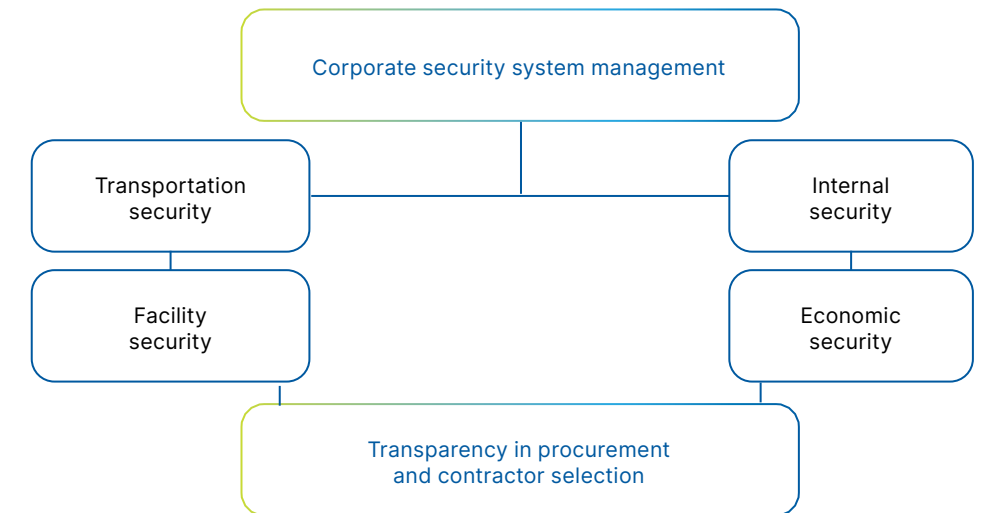 Corporate security system management
Transportation
security
Internal
security
Facility
security
Economic
security
Transparency in procurement
and contractor selection